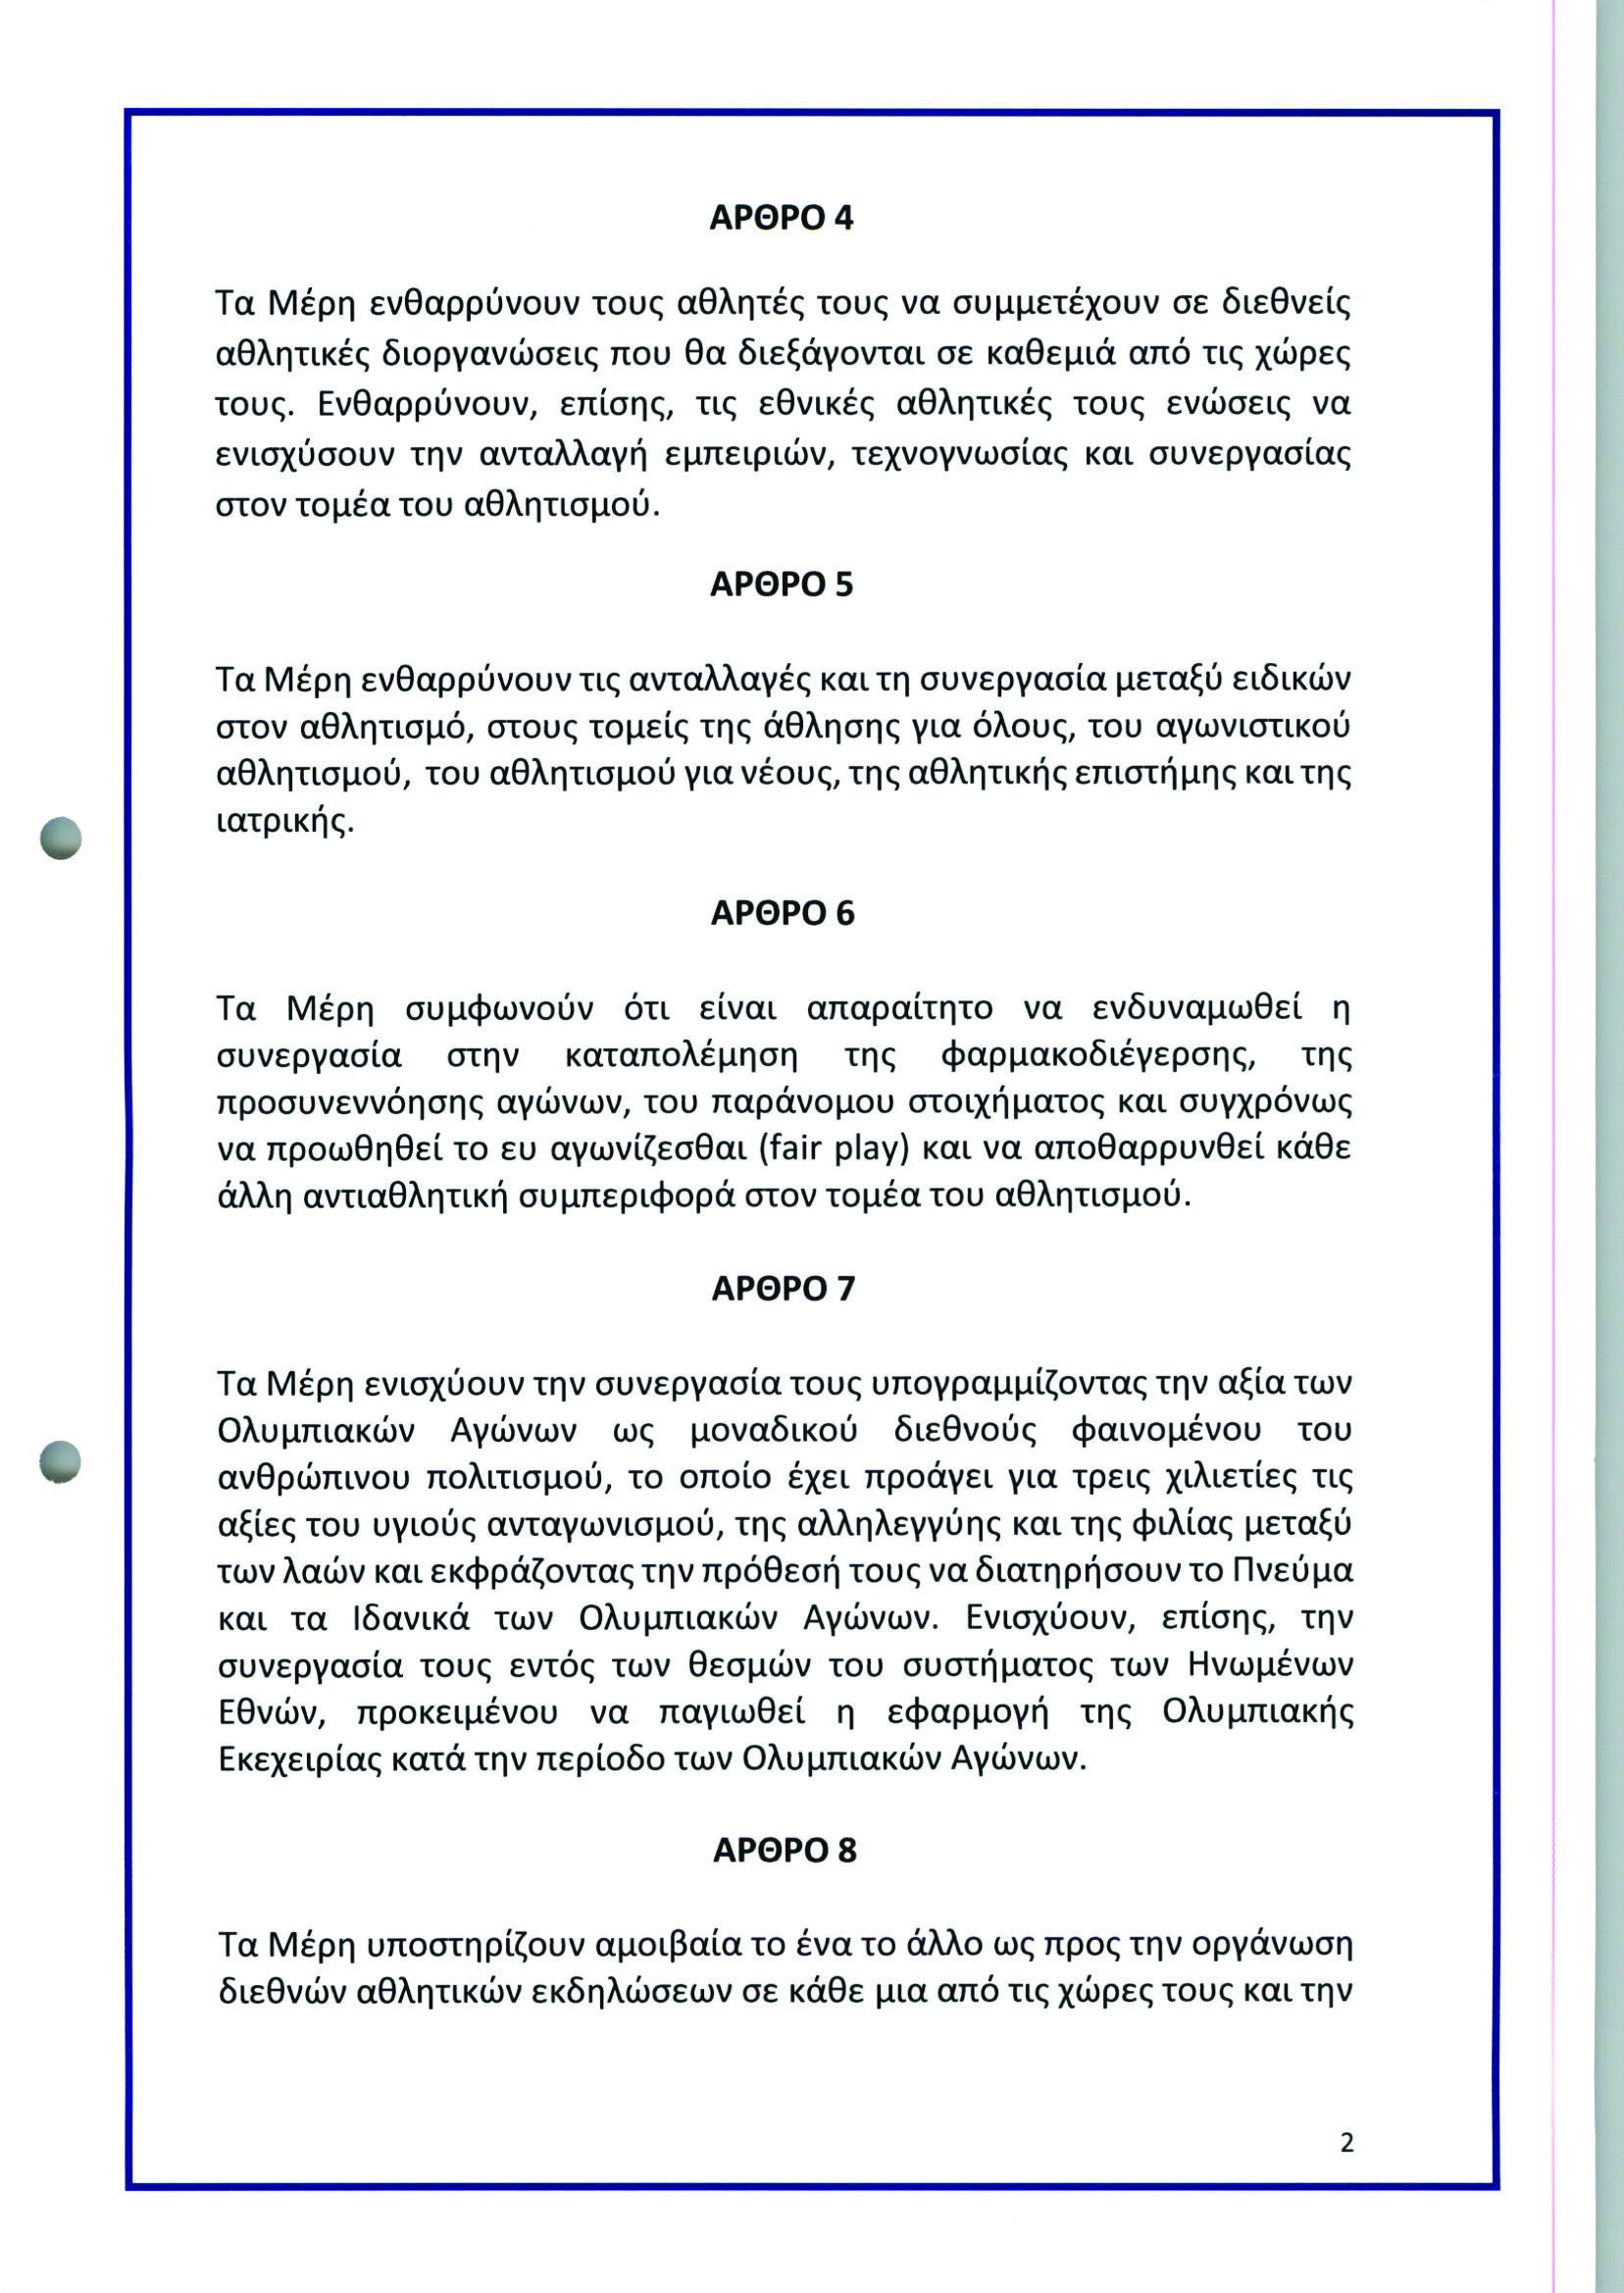 ΑΡΘΡΟ 4
Τα Μέρη ενθαρρύνουν τους αθλητές τους να συμμετέχουν σε διεθνείς
αθλητικές διοργανώσεις που θα διεξάγονται σε καθεμιά από τις χώρες
τους. Ενθαρρύνουν, επίσης, τις εθνικές αθλητικές τους ενώσεις να
ενισχύσουν την ανταλλαγή εμπειριών, τεχνογνωσίας και συνεργασίας
στον τομέα του αθλητισμού.
ΑΡΘΡΟ 5
Τα Μέρη ενθαρρύνουν τις ανταλλαγές και τη συνεργασία μεταξύ ειδικών
στον αθλητισμό, στους τομείς της άθλησης για όλους, του αγωνιστικού
αθλητισμού, του αθλητισμού για νέους, της αθλητικής επιστήμης και της
ιατρικής.
ΑΡΘΡΟ 6
Τα Μέρη συμφωνούν ότι είναι απαραίτητο να ενδυναμωθεί η
συνεργασία στην καταπολέμηση της φαρμακοδιέγερσης, της
προσυνεννόησης αγώνων, του παράνομου στοιχήματος και συγχρόνως
να προωθηθεί το ευ αγωνίζεσθαι (fair play) και να αποθαρρυνθεί κάθε
άλλη αντιαθλητική συμπεριφορά στον τομέα του αθλητισμού.
ΑΡΘΡΟ 7
Τα Μέρη ενισχύουν την συνεργασία τους υπογραμμίζοντας την αξία των
Ολυμπιακών Αγώνων ως μοναδικού διεθνούς φαινομένου του
ανθρώπινου πολιτισμού, το οποίο έχει προάγει για τρεις χιλιετίες τις
αξίες του υγιούς ανταγωνισμού, της αλληλεγγύης και της φιλίας μεταξύ
των λαών και εκφράζοντας την πρόθεσή τους να διατηρήσουν το Πνεύμα
και τα Ιδανικά των Ολυμπιακών Αγώνων. Ενισχύουν, επίσης, την
συνεργασία τους εντός των θεσμών του συστήματος των Ηνωμένων
Εθνών, προκειμένου να παγιωθεί η εφαρμογή της Ολυμπιακής
Εκεχειρίας κατά την περίοδο των Ολυμπιακών Αγώνων.
ΑΡΘΡΟ 8
Τα Μέρη υποστηρίζουν αμοιβαία το ένα το άλλο ως προς την οργάνωση
διεθνών αθλητικών εκδηλώσεων σε κάθε μια από τις χώρες τους και την
2